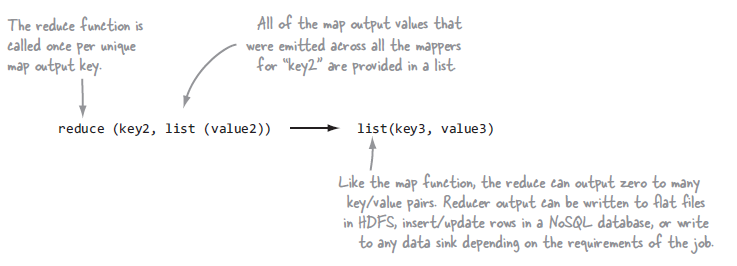 The reduce function is
called once per unique
map output key.
All of the map output values that
were emitted across all the mappers
for "key2" are provided in a list
reduce (key2, list (value2))
list(key3, value3)
Like the map function, the reduce can output zero to many
key/value pairs. Reducer output can be written to flat files
in HDFS, insert/update rows in a NoSQL database, or write
to any data sink depending on the requirements of the job.